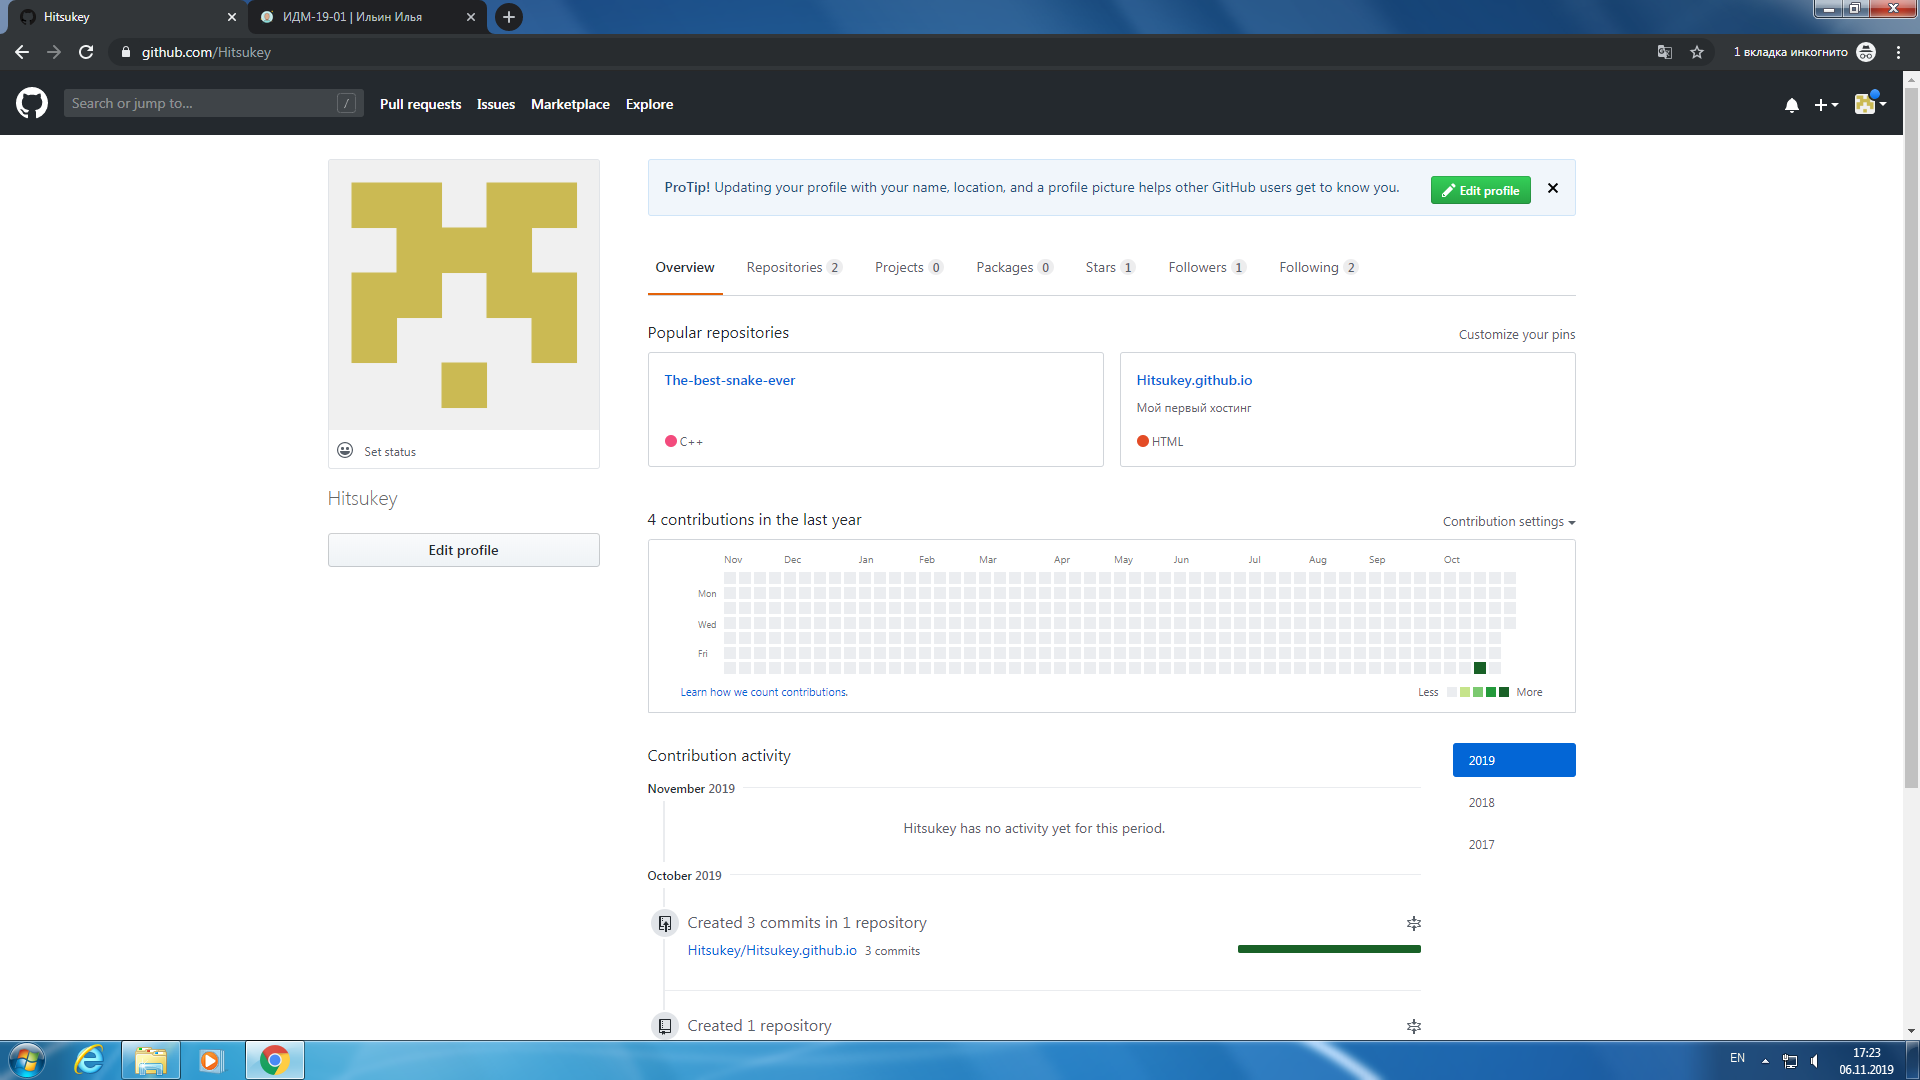 Hitsukey
ИДМ-19-01 | Ильин Илья
github.com/Hitsukey
1 вкладка инкогнито
Search or jump to...
/
Pull requests
Issues
Marketplace
Explore
ProTip! Updating your profile with your name, location, and a profile picture helps other GitHub users get to know you.
Edit profile
Overview
Repositories 2
Projects 0
Packages 0
Stars 1
Followers 1
Following 2
Popular repositories
Customize your pins
The-best-snake-ever
C++
Hitsukey.github.io
Мой первый хостинг
HTML
Set status
Hitsukey
Edit profile
4 contributions in the last year
Contribution settings
Nov Dec Jan Feb Mar Apr May Jun Jul Aug Sep Oct
Mon
Wed
Fri
Learn how we count contributions.
Less
More
Contribution activity
2019
2018
2017
November 2019
Hitsukey has no activity yet for this period.
October 2019
Created 3 commits in 1 repository
Hitsukey/Hitsukey.github.io 3 commits
Created 1 repository
EN
17:23
06.11.2019